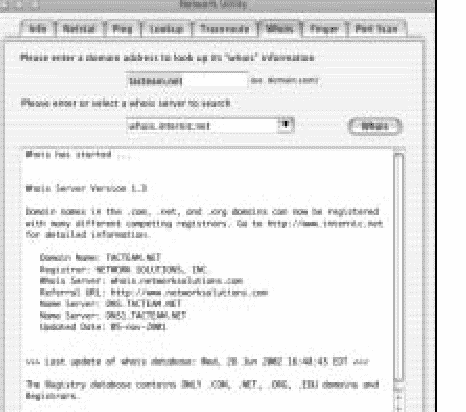 Network Utility
Info Netstat Ping Lookup Traceroute Whois Finger Port Scan
Please enter a domain address to look up its "whois" information
tacteam.net (ex. domain.com)
Please enter or select a whois server to search
whois.internic.net Whois
Whois has started ...
Whois Server Version 1.3
Domain names in the .com, .net, and .org domains can now be registered
with many different competing registrars. Go to http://www.internic.net
for detailed information.
Domain Name: TACTEAM.NET
Registrar: NETWORK SOLUTIONS, INC.
Whois Server: whois.networksolutions.com
Referral URL: http://www.networksolutions.com
Name Server: DNS.TACTEAM.NET
Name Server: DNS2.TACTEAM.NET
Updated Date: 05-nov-2001
>>> Last update of whois database: Wed, 26 Jun 2002 16:48:43 EDT <<<
The Registry database contains ONLY .COM, .NET, .ORG, .EDU domains and
Registrars.